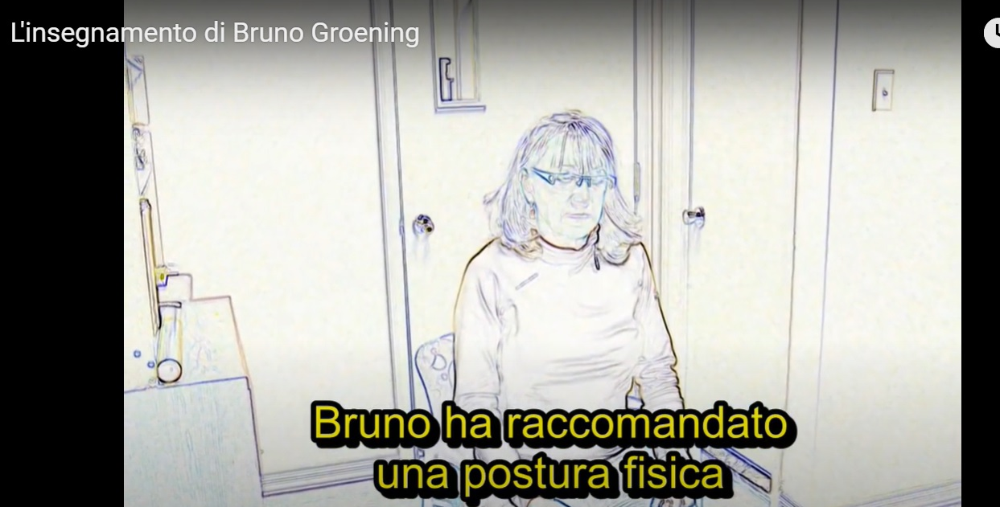 L'insegnamento di Bruno Groening
Bruno ha raccomandato
una postura fisica